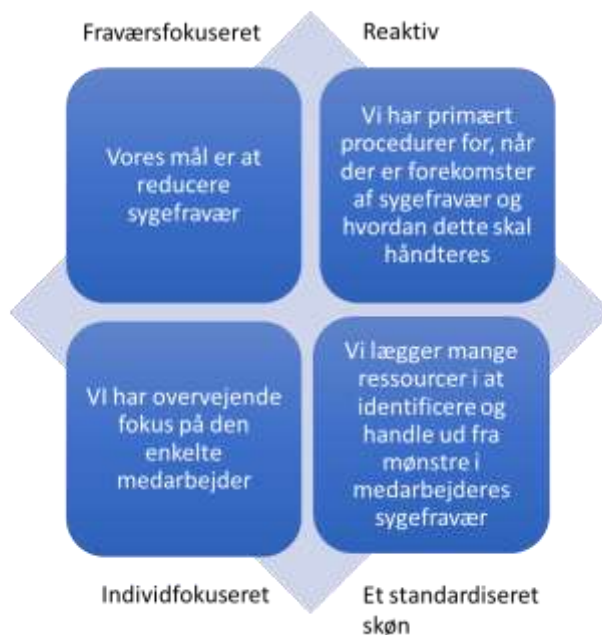 Fraværsfokuseret
Reaktiv
Vores mål er at
reducere
sygefravær
Vi har primært
procedurer for, når
der er forekomster
af sygefravær og
hvordan dette skal
håndteres
VI har overvejende
fokus på den
enkelte
medarbejder
Vi lægger mange
ressourcer i at
identificere og
handle ud fra
mønstre i
medarbejderes
sygefravær
Individfokuseret
Et standardiseret
skøn